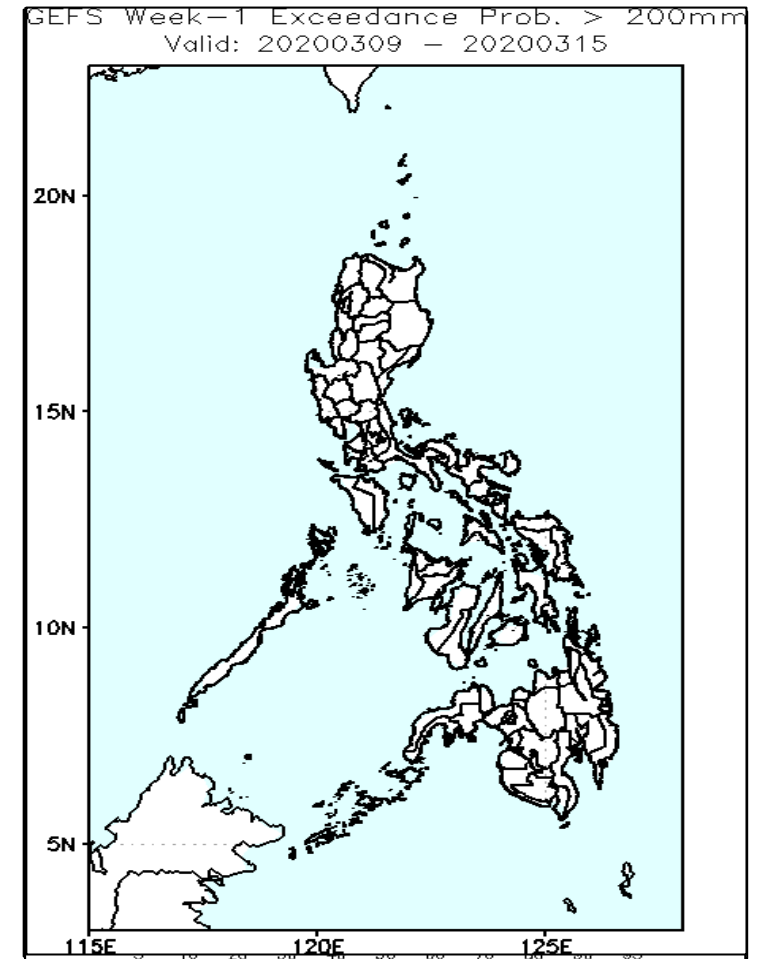 GEFS Week-1 Exceedance Prob. > 200mm
Valid: 20200309 - 20200315
20N
15N
10N
5N
115E 120E 125E